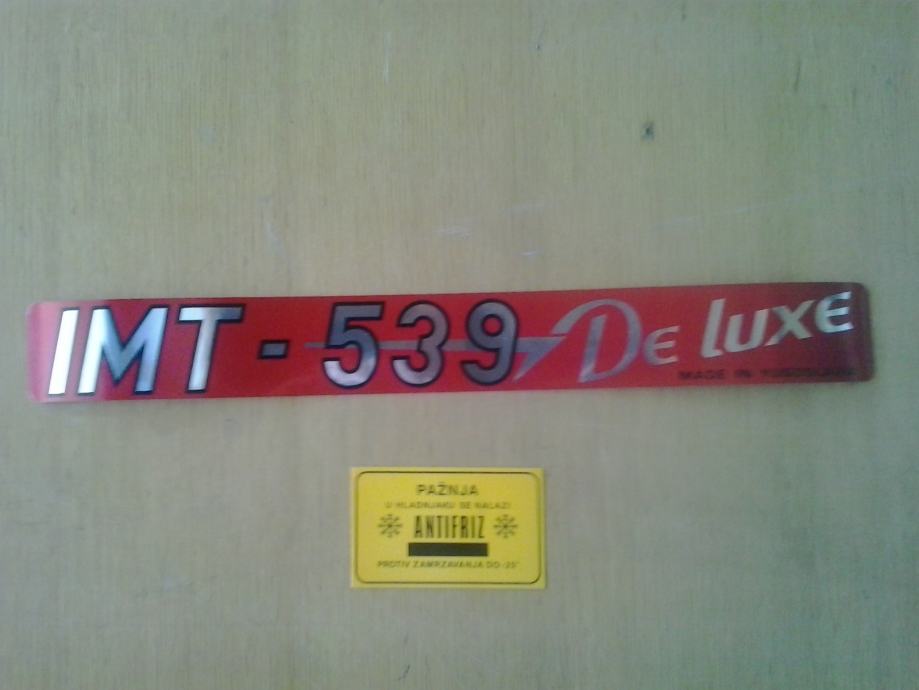 IMT - 539 De luxe
MADE IN YUGOSLAVIA
PAŽNJA
U HLADNJAKU SE NALAZI
ANTIFRIZ
PROTIV ZAMRZAVANJA DO -25°